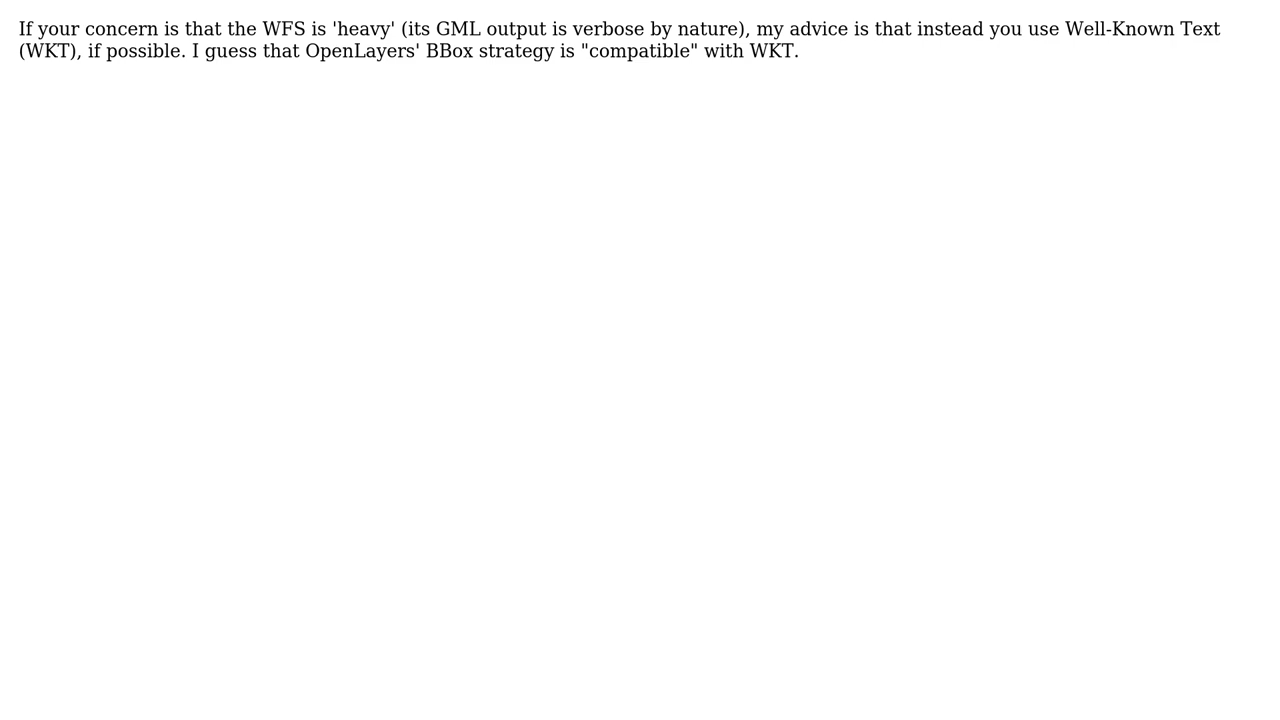 If your concern is that the WFS is 'heavy' (its GML output is verbose by nature), my advice is that instead you use Well-Known Text
(WKT), if possible. I guess that OpenLayers' BBox strategy is "compatible" with WKT.